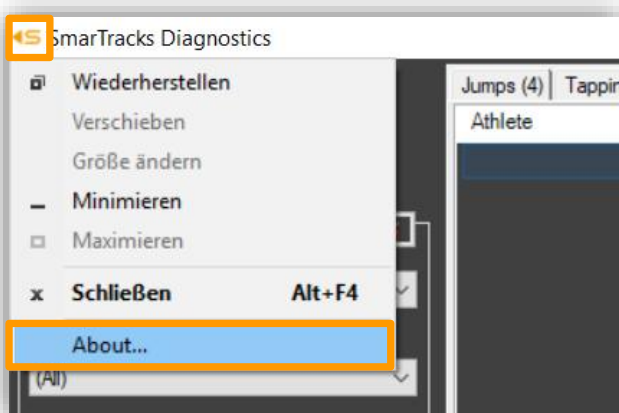 SmarTracks Diagnostics
Wiederherstellen
Jumps (4)
Verschieben
Athlete
Größe ändern
Minimieren
Maximieren
Schließen Alt+F4
About...
(All)